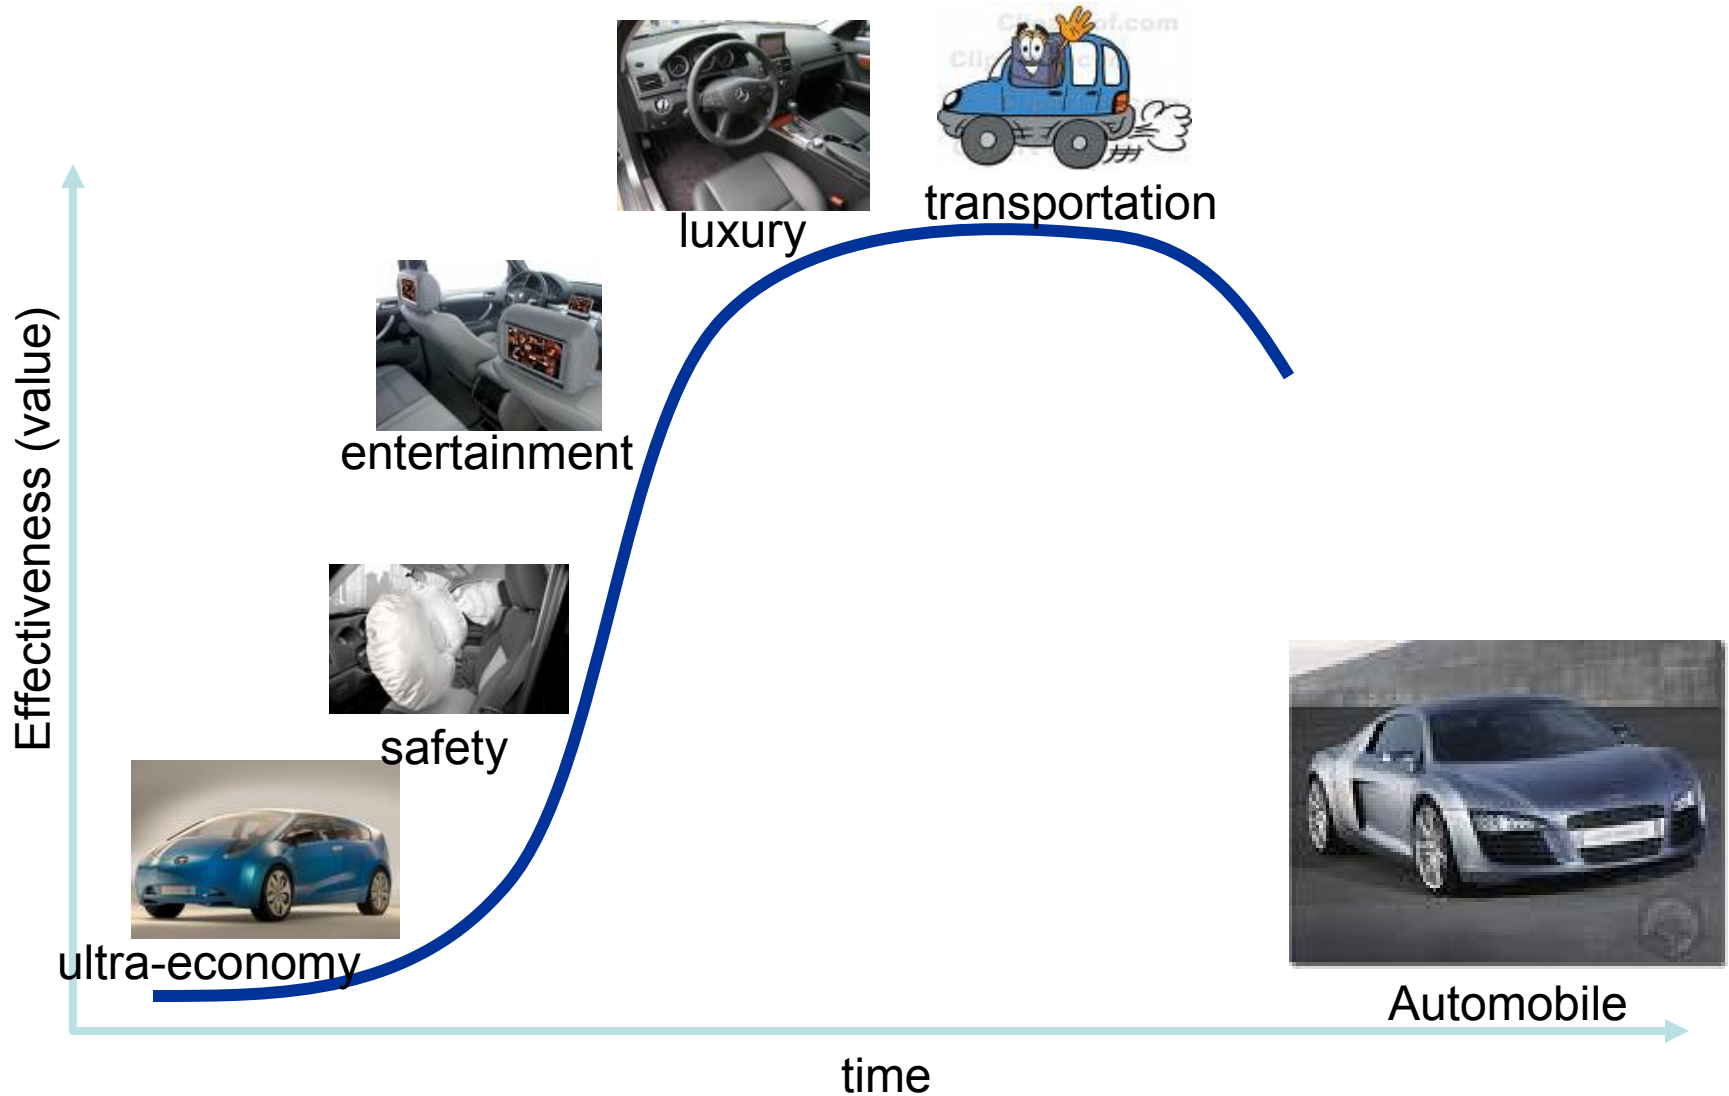 transportation
luxury
entertainment
Effectiveness (value)
safety
ultra-economy
Automobile
time